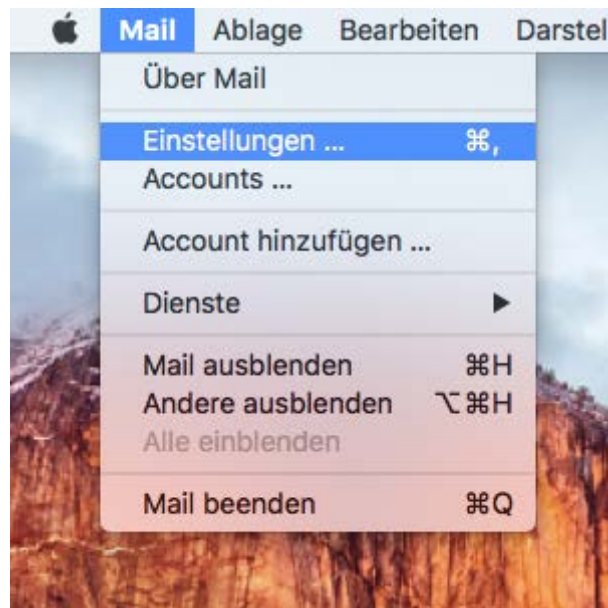 Mail Ablage Bearbeiten Darstel
Über Mail
Einstellungen ... ⌘,
Accounts ...
Account hinzufügen ...
Dienste ▶
Mail ausblenden ⌘H
Andere ausblenden ⌥⌘H
Alle einblenden
Mail beenden ⌘Q